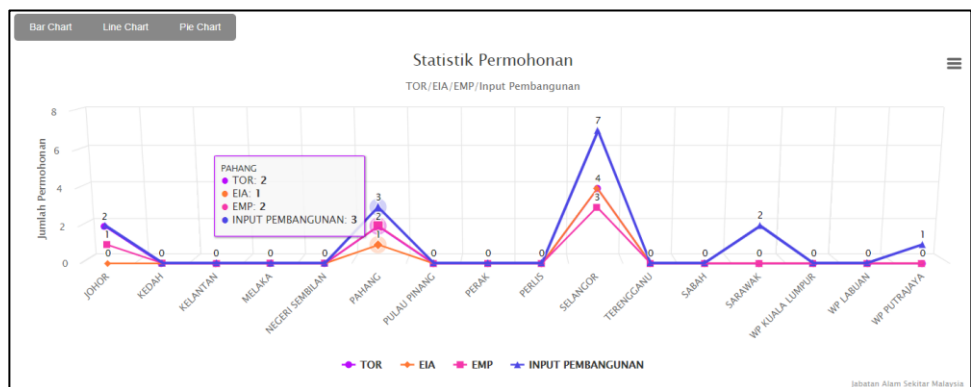 Bar Chart Line Chart Pie Chart
Statistik Permohonan
TOR/EIA/EMP/Input Pembangunan
Jumlah Permohonan
8
6
4
2
0
PAHANG
TOR: 2
EIA: 1
EMP: 2
INPUT PEMBANGUNAN: 3
2
1
0
0
0
0
0
0
3
2
1
0
0
0
7
4
3
0
0
2
0
0
0
1
0
JOHOR
KEDAH
KELANTAN
MELAKA
NEGERI SEMBILAN
PAHANG
PULAU PINANG
PERAK
PERLIS
SELANGOR
TERENGGANU
SABAH
SARAWAK
WP KUALA LUMPUR
WP LABUAN
WP PUTRAJAYA
TOR EIA EMP INPUT PEMBANGUNAN
Jabatan Alam Sekitar Malaysia